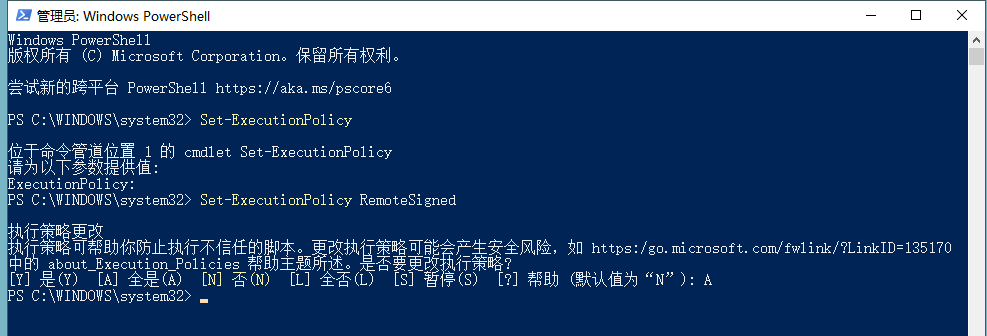 管理员: Windows PowerShell
Windows PowerShell
版权所有 (C) Microsoft Corporation。保留所有权利。
尝试新的跨平台 PowerShell https://aka.ms/pscore6
PS C:\WINDOWS\system32> Set-ExecutionPolicy
位于命令管道位置 1 的 cmdlet Set-ExecutionPolicy
请为以下参数提供值:
ExecutionPolicy:
PS C:\WINDOWS\system32> Set-ExecutionPolicy RemoteSigned
执行策略更改
执行策略可帮助你防止执行不信任的脚本。更改执行策略可能会产生安全风险，如 https:/go.microsoft.com/fwlink/?LinkID=135170
中的 about_Execution_Policies 帮助主题所述。是否要更改执行策略?
[Y] 是(Y)  [A] 全是(A)  [N] 否(N)  [L] 全否(L)  [S] 暂停(S)  [?] 帮助 (默认值为“N”): A
PS C:\WINDOWS\system32>